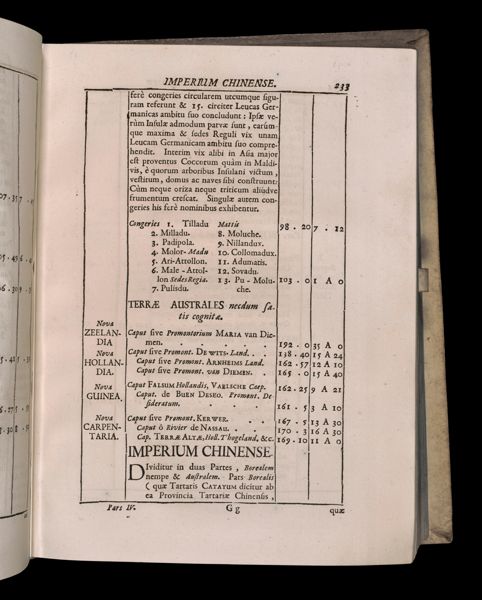 IMPERIUM CHINENSE. 233
ferè congeries circularem utcumque figu-
ram referunt & 15. circiter Leucas Ger-
manicas ambitu suo concludunt: Ipsæ ve-
rùm Insulæ admodum parvæ sunt, earúm-
que maxima & sedes Reguli vix unam
Leucam Germanicam ambitu suo compre-
hendit. Interim vix alibi in Asia major
est proventus Coccotum quàm in Maldi-
vis, è quorum arboribus Insulani victum,
vestitum, domus ac naves sibi construunt:
Cùm neque oriza neque triticum aliúdve
frumentum crescat. Singulæ autem con-
geries his ferè nominibus exhibentur.
Congeries 1. Tilladu Mattis 98 . 20 7 . 12
2. Milladu. 8. Moluche.
3. Padipola. 9. Nillandux.
4. Molor-Madu 10. Collomadux.
5. Ari-Attollon. 11. Adumatis.
6. Male-Attol- 12. Sovadu.
lon Sedes Regia. 13. Pu-Molu- 103 . 0 1 A 0
7. Pulisdu. che.
TERRÆ AUSTRALES necdum sa-
tis cognitæ.
Nova
ZEELAN-
DIA
Caput sive Promontorium MARIA van Die-
men. . . . . . 192 . 0 35 A 0
Nova
HOLLAN-
DIA.
Caput sive Promont. DE WITS-Land. . . 138 . 40 15 A 24
Caput sive Promont. ARNHEIMS Land. 162 . 57 12 A 10
Caput sive Promont. van DIEMEN. . . 165 . 0 15 A 40
Nova
GUINEA.
Caput FALSUM Hollandis, VAELSCHE Caep. 162 . 25 9 A 21
Caput. de BUEN DESEO. Promont. De-
sideratum. . . . . . 161 . 5 3 A 10
Nova
CARPEN-
TARIA.
Caput sive Promont. KERWER. . . . 167 . 5 13 A 30
Caput ò Rivier de NASSAU. . . . 170 . 3 16 A 30
Cap. TERRÆ ALTÆ, Holl. T'hogeland, &c. 169 . 10 11 A 0
IMPERIUM CHINENSE.
Dividitur in duas Partes, Borealem
nempe & Australem. Pars Borealis
( quæ Tartaris CATAYUM dicitur ab
ea Provincia Tartariæ Chinensis,
Pars IV. G g quæ